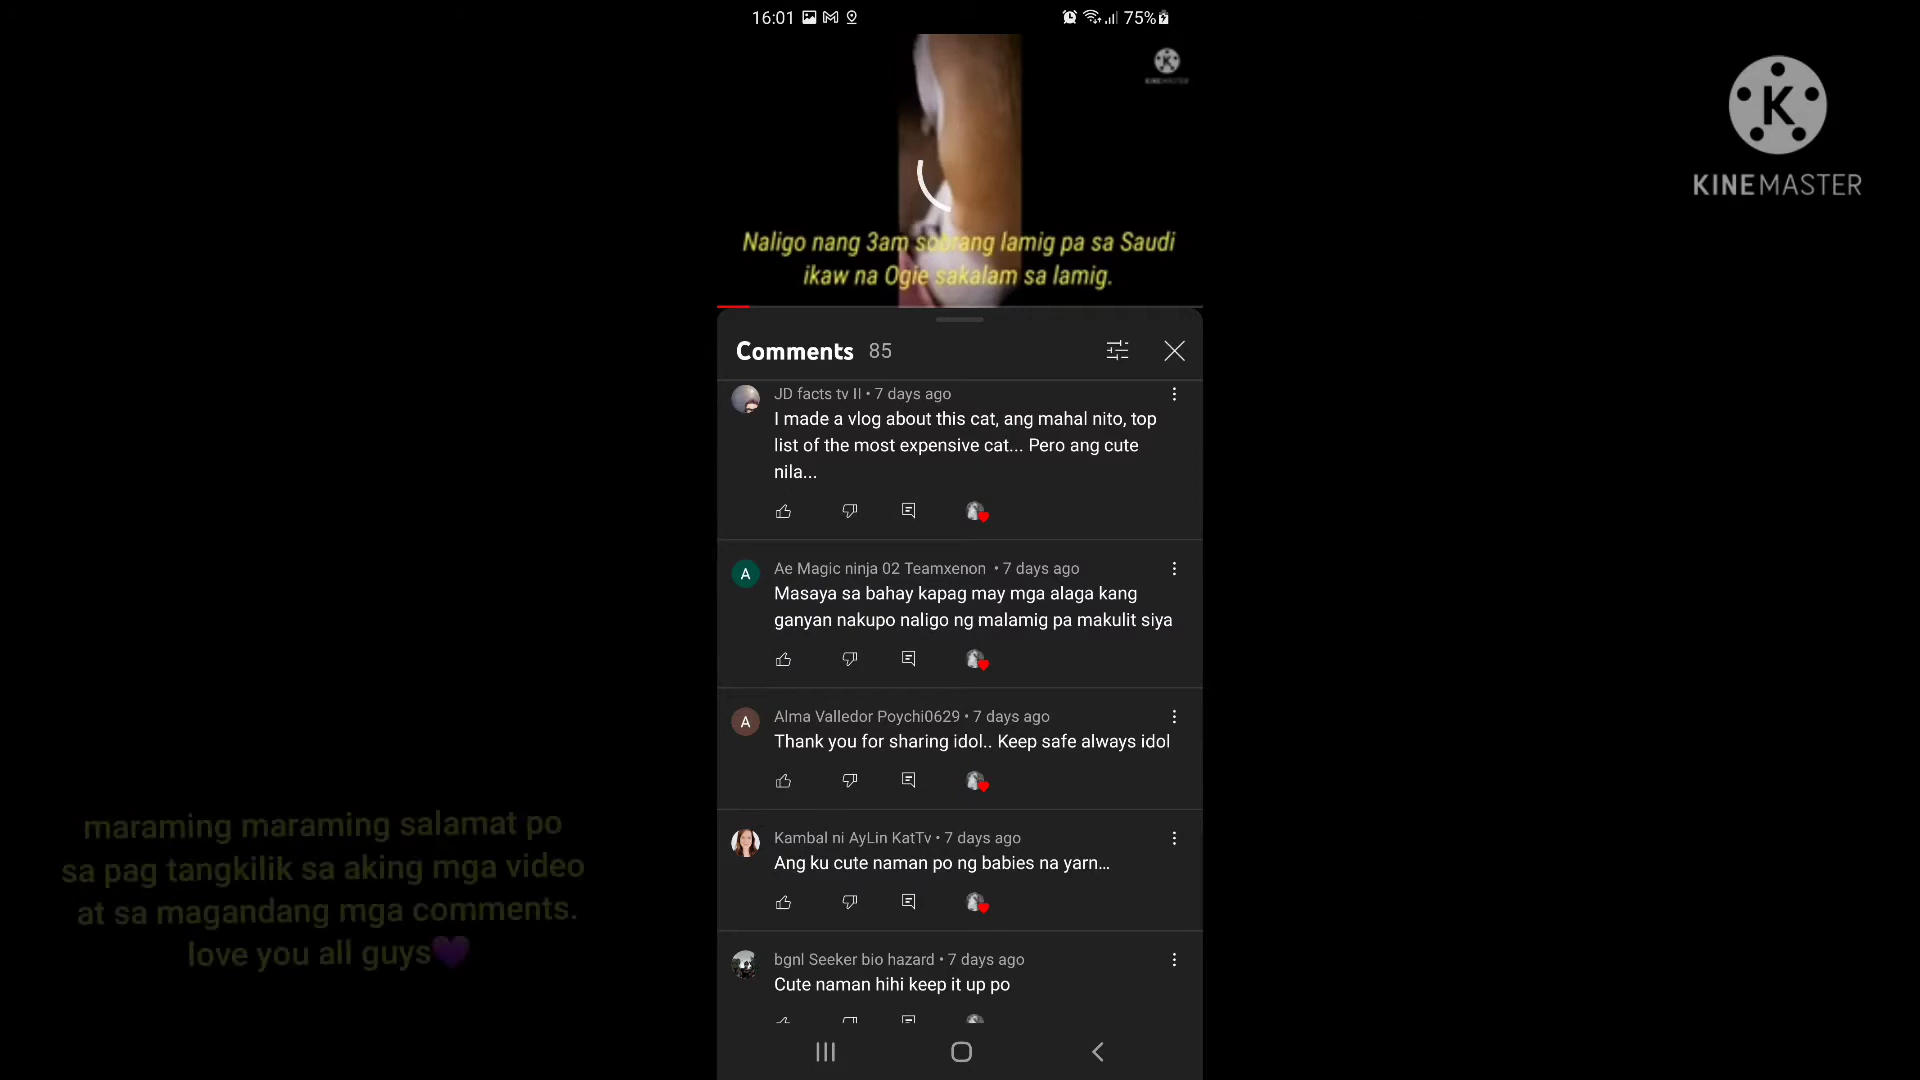 16:01
75%
KINEMASTER
Naligo nang 3am sobrang lamig pa sa Saudi
ikaw na Ogie sakalam sa lamig.
K
KINEMASTER
Comments 85
JD facts tv II • 7 days ago
I made a vlog about this cat, ang mahal nito, top
list of the most expensive cat... Pero ang cute
nila...
A
Ae Magic ninja 02 Teamxenon • 7 days ago
Masaya sa bahay kapag may mga alaga kang
ganyan nakupo naligo ng malamig pa makulit siya
A
Alma Valledor Poychi0629 • 7 days ago
Thank you for sharing idol.. Keep safe always idol
Kambal ni AyLin KatTv • 7 days ago
Ang ku cute naman po ng babies na yarn...
bgnl Seeker bio hazard • 7 days ago
Cute naman hihi keep it up po
maraming maraming salamat po
sa pag tangkilik sa aking mga video
at sa magandang mga comments.
love you all guys💜